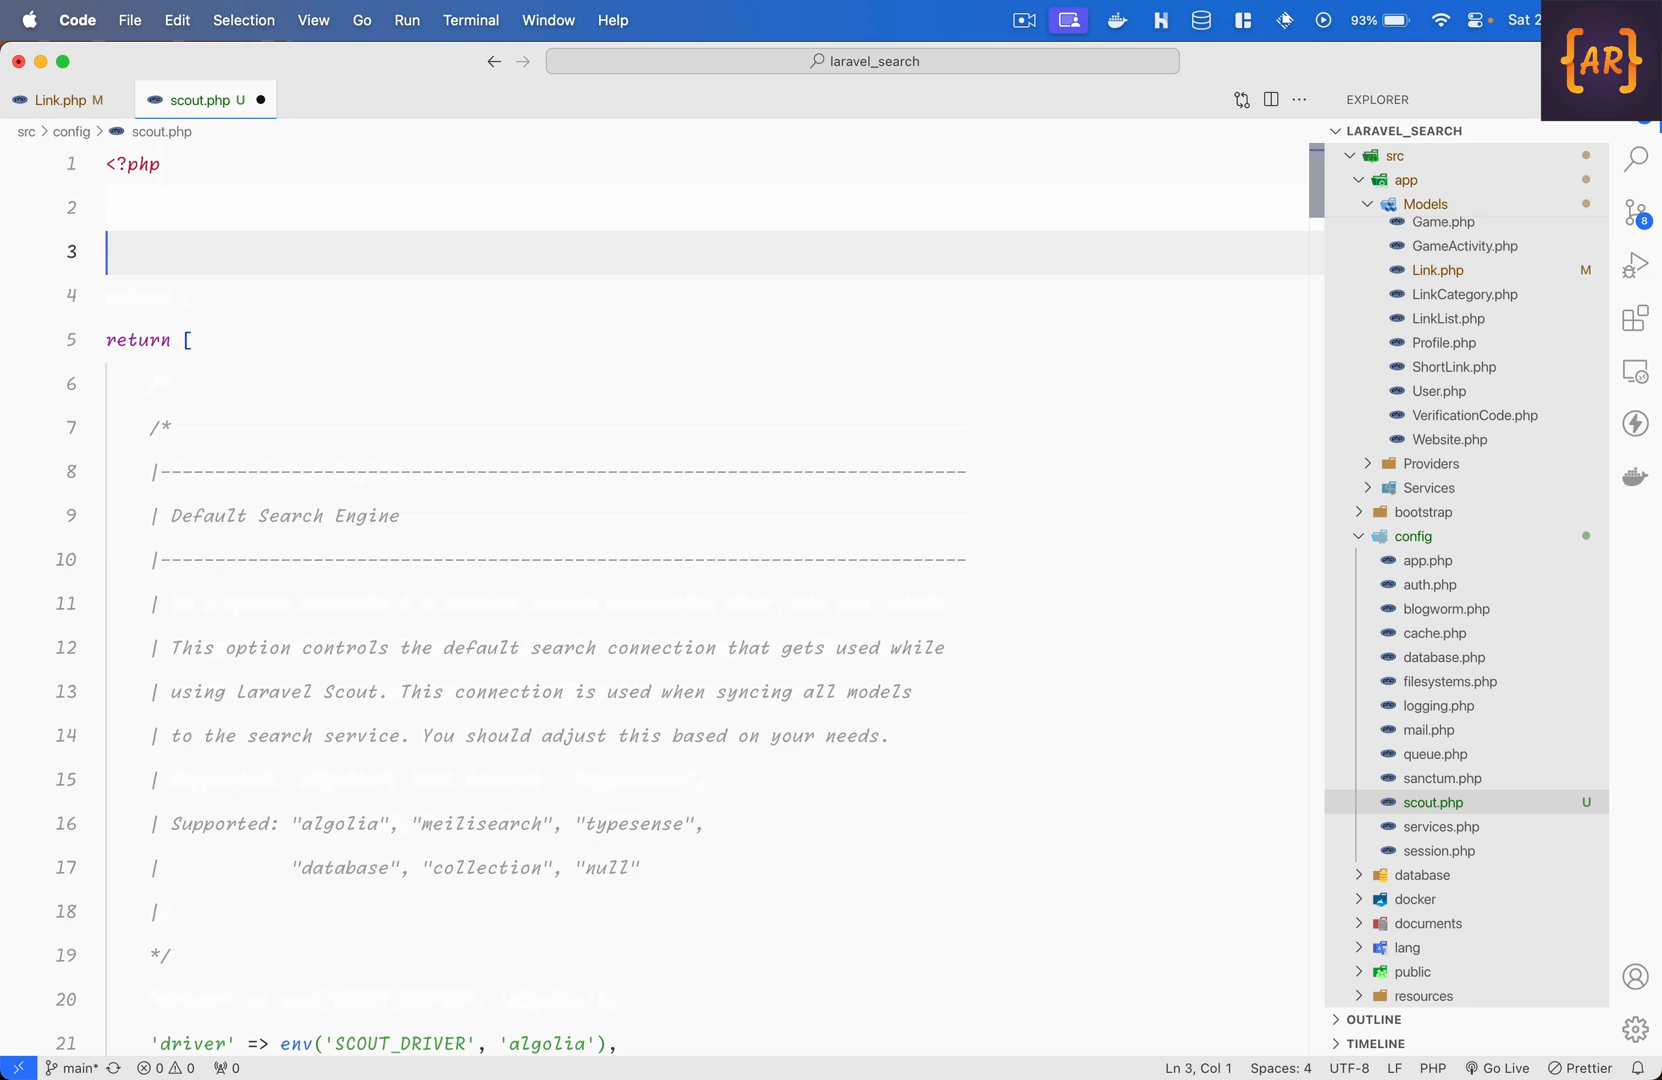 Code File Edit Selection View Go Run Terminal Window Help
93%
Sat 2
{AR}
laravel_search
Link.php M
scout.php U
EXPLORER
src > config > scout.php
LARAVEL_SEARCH
1 <?php
2
3
4
5 return [
6
7 /*
8 |--------------------------------------------------------------------------
9 | Default Search Engine
10 |--------------------------------------------------------------------------
11 |
12 | This option controls the default search connection that gets used while
13 | using Laravel Scout. This connection is used when syncing all models
14 | to the search service. You should adjust this based on your needs.
15 |
16 | Supported: "algolia", "meilisearch", "typesense",
17 | "database", "collection", "null"
18 |
19 */
20
21 'driver' => env('SCOUT_DRIVER', 'algolia'),
src
app
Models
Game.php
GameActivity.php
Link.php M
LinkCategory.php
LinkList.php
Profile.php
ShortLink.php
User.php
VerificationCode.php
Website.php
Providers
Services
bootstrap
config
app.php
auth.php
blogworm.php
cache.php
database.php
filesystems.php
logging.php
mail.php
queue.php
sanctum.php
scout.php U
services.php
session.php
database
docker
documents
lang
public
resources
OUTLINE
TIMELINE
8
main* 0 0 0
Ln 3, Col 1 Spaces: 4 UTF-8 LF PHP Go Live Prettier